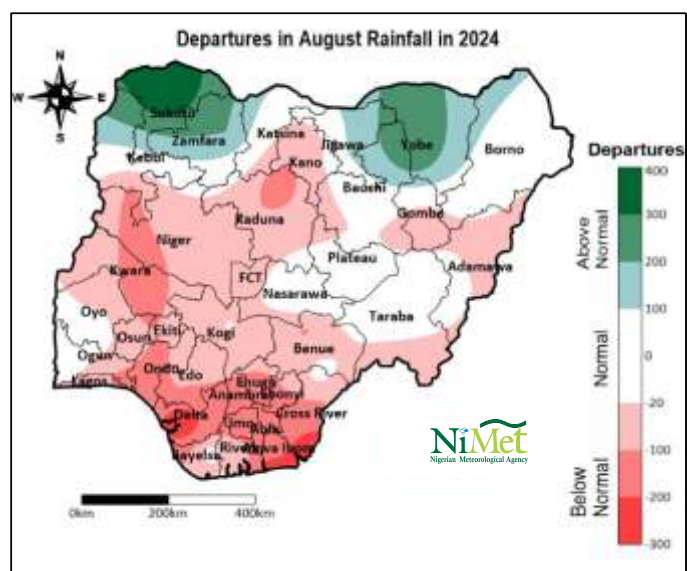 Departures in August Rainfall in 2024
N
W E
S
Sokoto
Zamfara
Katsina
Jigawa
Yobe
Borno
Kebbi
Kano
Bauchi
Kaduna
Gombe
Niger
Plateau
Adamawa
Kwara
FCT
Nasarawa
Taraba
Oyo
Ekiti
Kogi
Osun
Benue
Ogun
Ondo
Edo
Lagos
Enugu
Anambra
Ebonyi
Delta
Cross River
Imo
Abia
Bayelsa
Rivers
Akwa Ibom
NiMet
Nigerian Meteorological Agency
0km 200km 400km
Departures
Above Normal
Normal
Below Normal
400
300
200
100
0
-20
-100
-200
-300